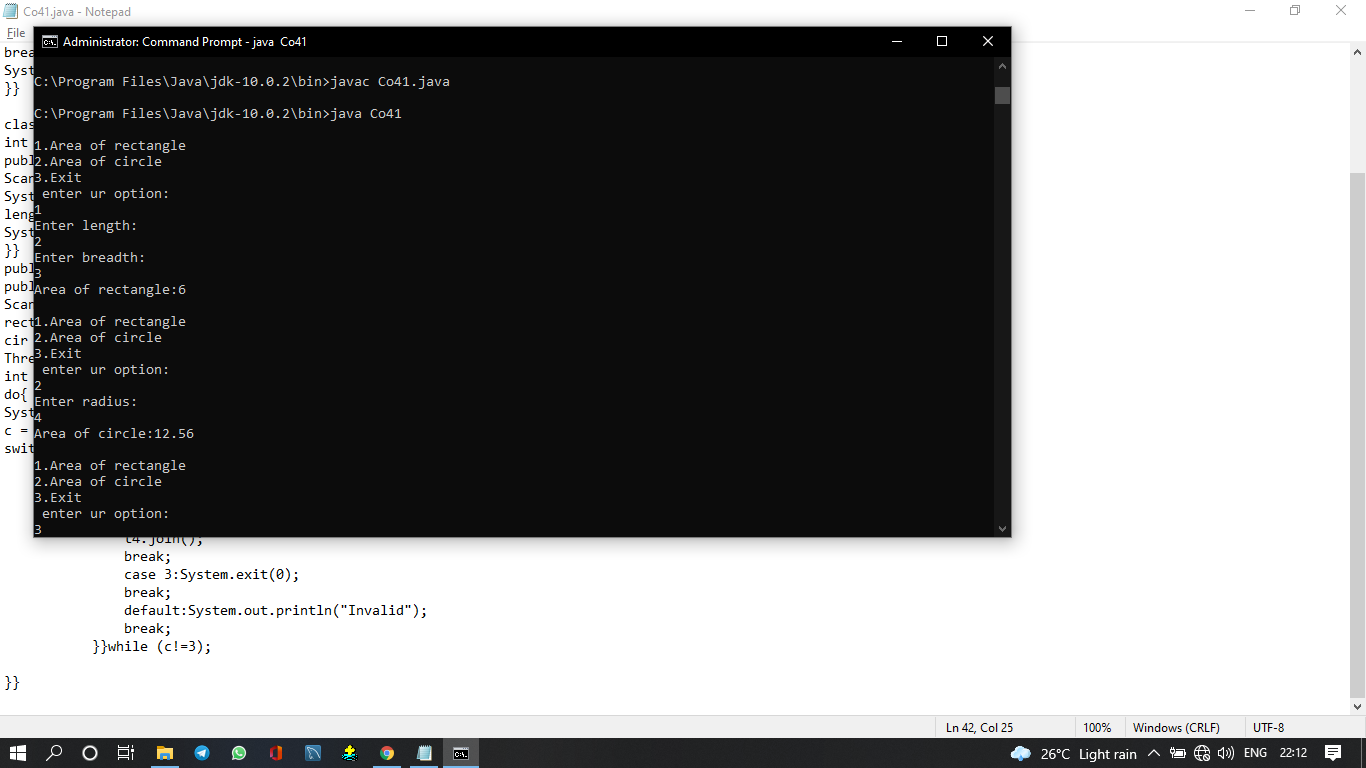 Co41.java - Notepad
File
Administrator: Command Prompt - java  Co41
C:\Program Files\Java\jdk-10.0.2\bin>javac Co41.java
C:\Program Files\Java\jdk-10.0.2\bin>java Co41
1.Area of rectangle
2.Area of circle
3.Exit
 enter ur option:
1
Enter length:
2
Enter breadth:
3
Area of rectangle:6
1.Area of rectangle
2.Area of circle
3.Exit
 enter ur option:
2
Enter radius:
4
Area of circle:12.56
1.Area of rectangle
2.Area of circle
3.Exit
 enter ur option:
3
brea
Syst
}}
clas
int
publ
Scan
Syst
leng
Syst
}}
publ
publ
Scan
rect
cir
Thre
int
do{
Syst
c =
swit
t4.join();
break;
case 3:System.exit(0);
break;
default:System.out.println("Invalid");
break;
}}while (c!=3);
}}
Ln 42, Col 25
100%
Windows (CRLF)
UTF-8
26°C Light rain
ENG
22:12